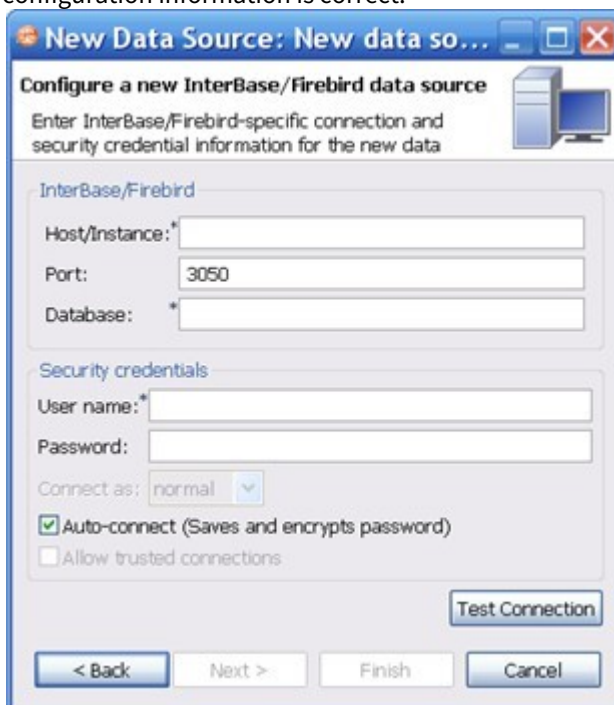 configuration information is correct.
New Data Source: New data so...
Configure a new InterBase/Firebird data source
Enter InterBase/Firebird-specific connection and
security credential information for the new data
InterBase/Firebird
Host/Instance:*
Port: 3050
Database: *
Security credentials
User name:*
Password:
Connect as: normal
Auto-connect (Saves and encrypts password)
Allow trusted connections
Test Connection
< Back Next > Finish Cancel